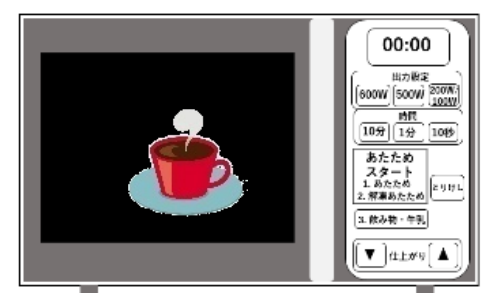 00:00
出力設定
600W 500W 200W/100W
時間
10分 1分 10秒
あたため
スタート
1. あたため
2. 解凍あたため
とりけし
3. 飲み物・牛乳
▼ 仕上がり ▲